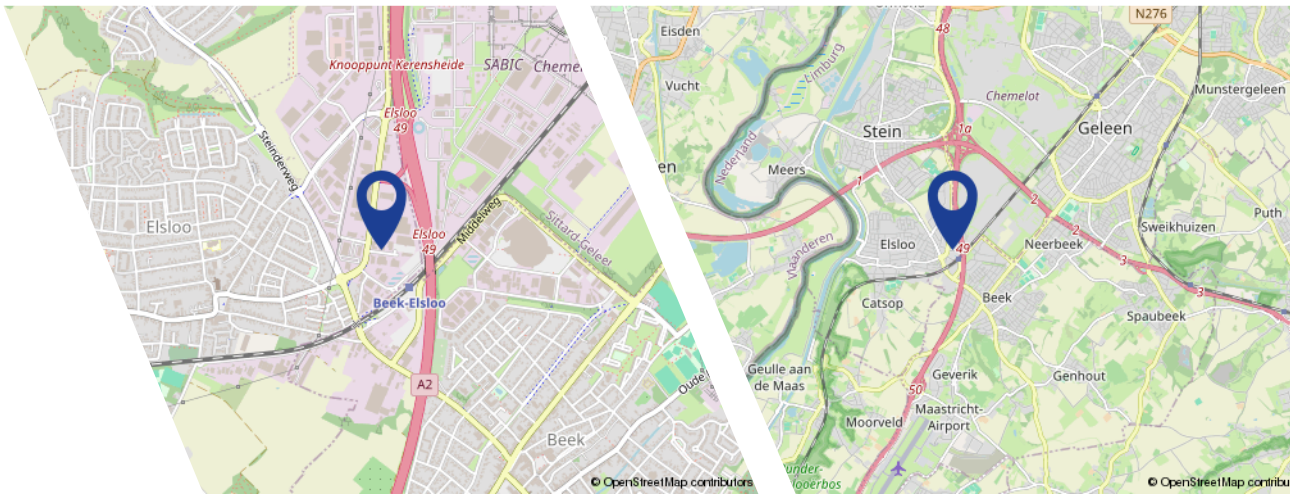 Knooppunt Kerensheide
SABIC
Elsloo
49
Steinderweg
Elsloo
Middelweg
Elsloo
49
Sittard-Geleen
Beek-Elsloo
A2
Beek
© OpenStreetMap contributors
Eisden
48
N276
Limburg
Vucht
Chemelot
Munstergeleen
1a
Stein
Geleen
Nederland
en
Meers
1
2
Puth
2
Sweikhuizen
Vlaanderen
Elsloo
49
Neerbeek
3
Catsop
Beek
3
Spaubeek
Geulle aan
de Maas
Geverik
Genhout
50
Moorveld
Maastricht-
Airport
© OpenStreetMap contribu